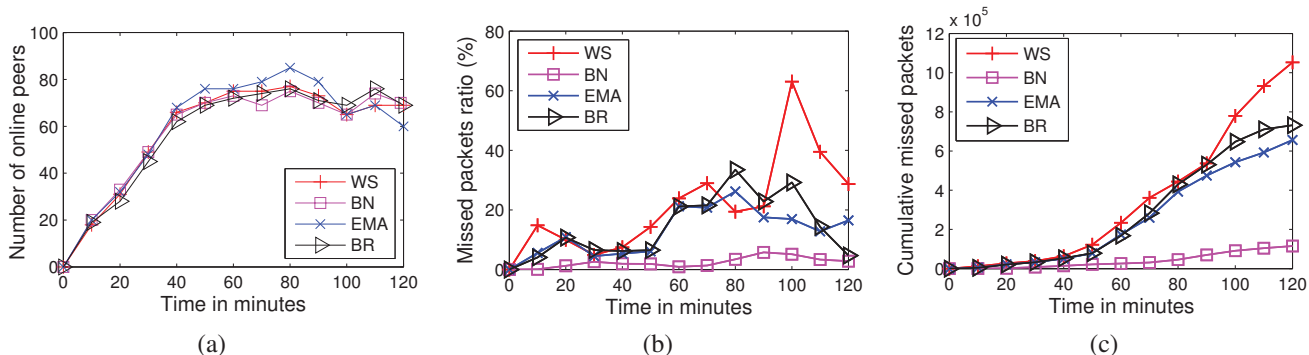 100
80
60
40
20
0
0 20 40 60 80 100 120
Number of online peers
Time in minutes
WS
BN
EMA
BR
(a)
80
60
40
20
0
0 20 40 60 80 100 120
Missed packets ratio (%)
Time in minutes
WS
BN
EMA
BR
(b)
x 10^5
12
10
8
6
4
2
0
0 20 40 60 80 100 120
Cumulative missed packets
Time in minutes
WS
BN
EMA
BR
(c)